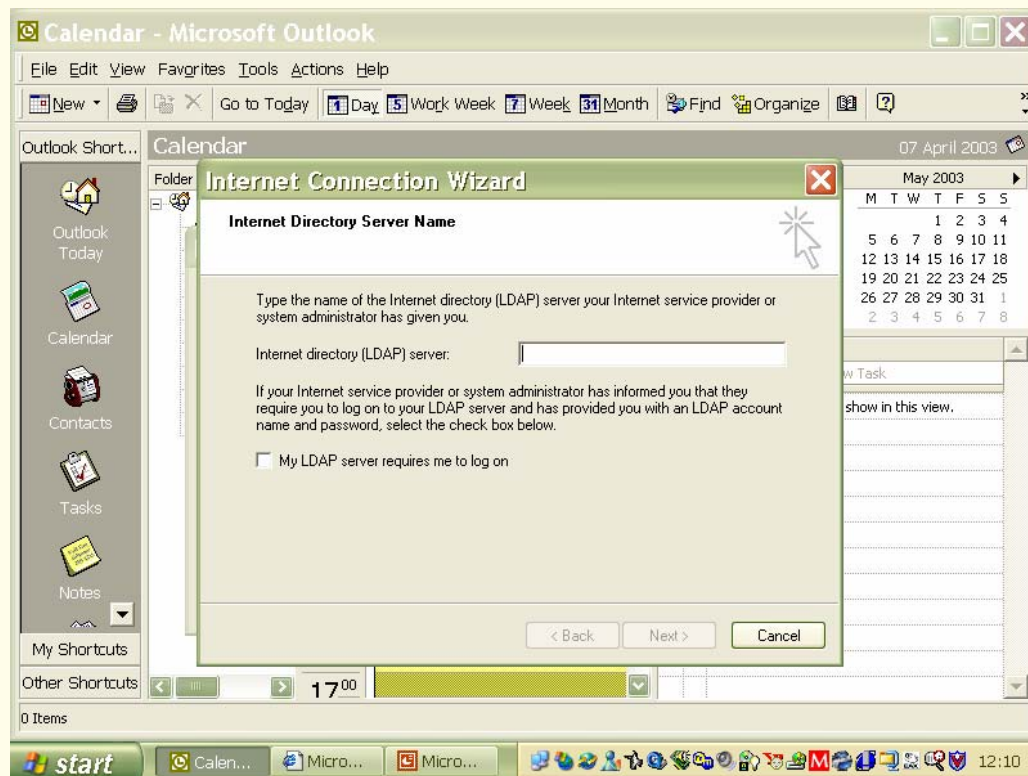 Calendar - Microsoft Outlook
File Edit View Favorites Tools Actions Help
New Go to Today 1 Day 5 Work Week 7 Week 31 Month Find Organize
Outlook Short... Calendar 07 April 2003
Folder
Outlook
Today
Calendar
Contacts
Tasks
Notes
My Shortcuts
Other Shortcuts
Internet Connection Wizard
Internet Directory Server Name
Type the name of the Internet directory (LDAP) server your Internet service provider or
system administrator has given you.
Internet directory (LDAP) server:
If your Internet service provider or system administrator has informed you that they
require you to log on to your LDAP server and has provided you with an LDAP account
name and password, select the check box below.
My LDAP server requires me to log on
< Back Next > Cancel
May 2003
M T W T F S S
1 2 3 4
5 6 7 8 9 10 11
12 13 14 15 16 17 18
19 20 21 22 23 24 25
26 27 28 29 30 31 1
2 3 4 5 6 7 8
w Task
show in this view.
17 00
0 Items
start Calen... Micro... Micro... 12:10